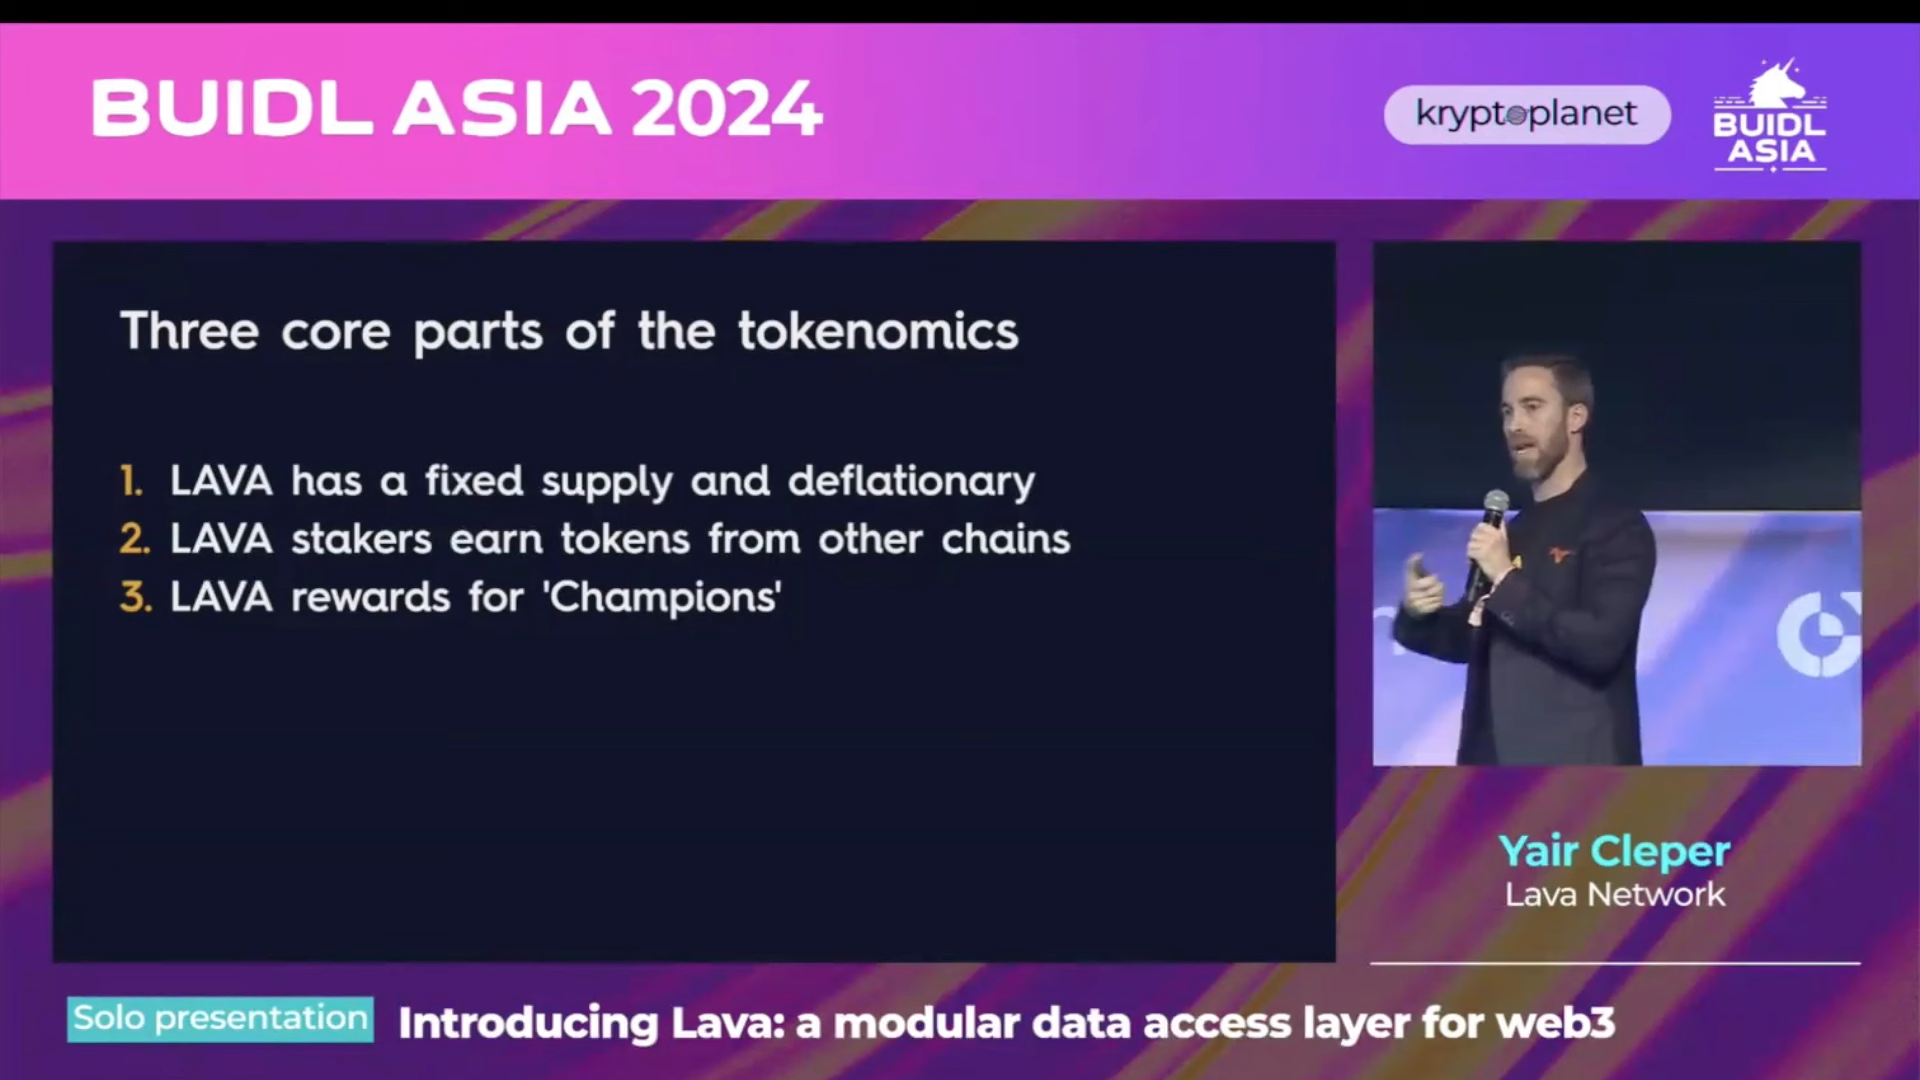 BUIDL ASIA 2024
kryptoplanet
BUIDL
ASIA
Three core parts of the tokenomics
1. LAVA has a fixed supply and deflationary
2. LAVA stakers earn tokens from other chains
3. LAVA rewards for 'Champions'
Yair Cleper
Lava Network
Solo presentation
Introducing Lava: a modular data access layer for web3